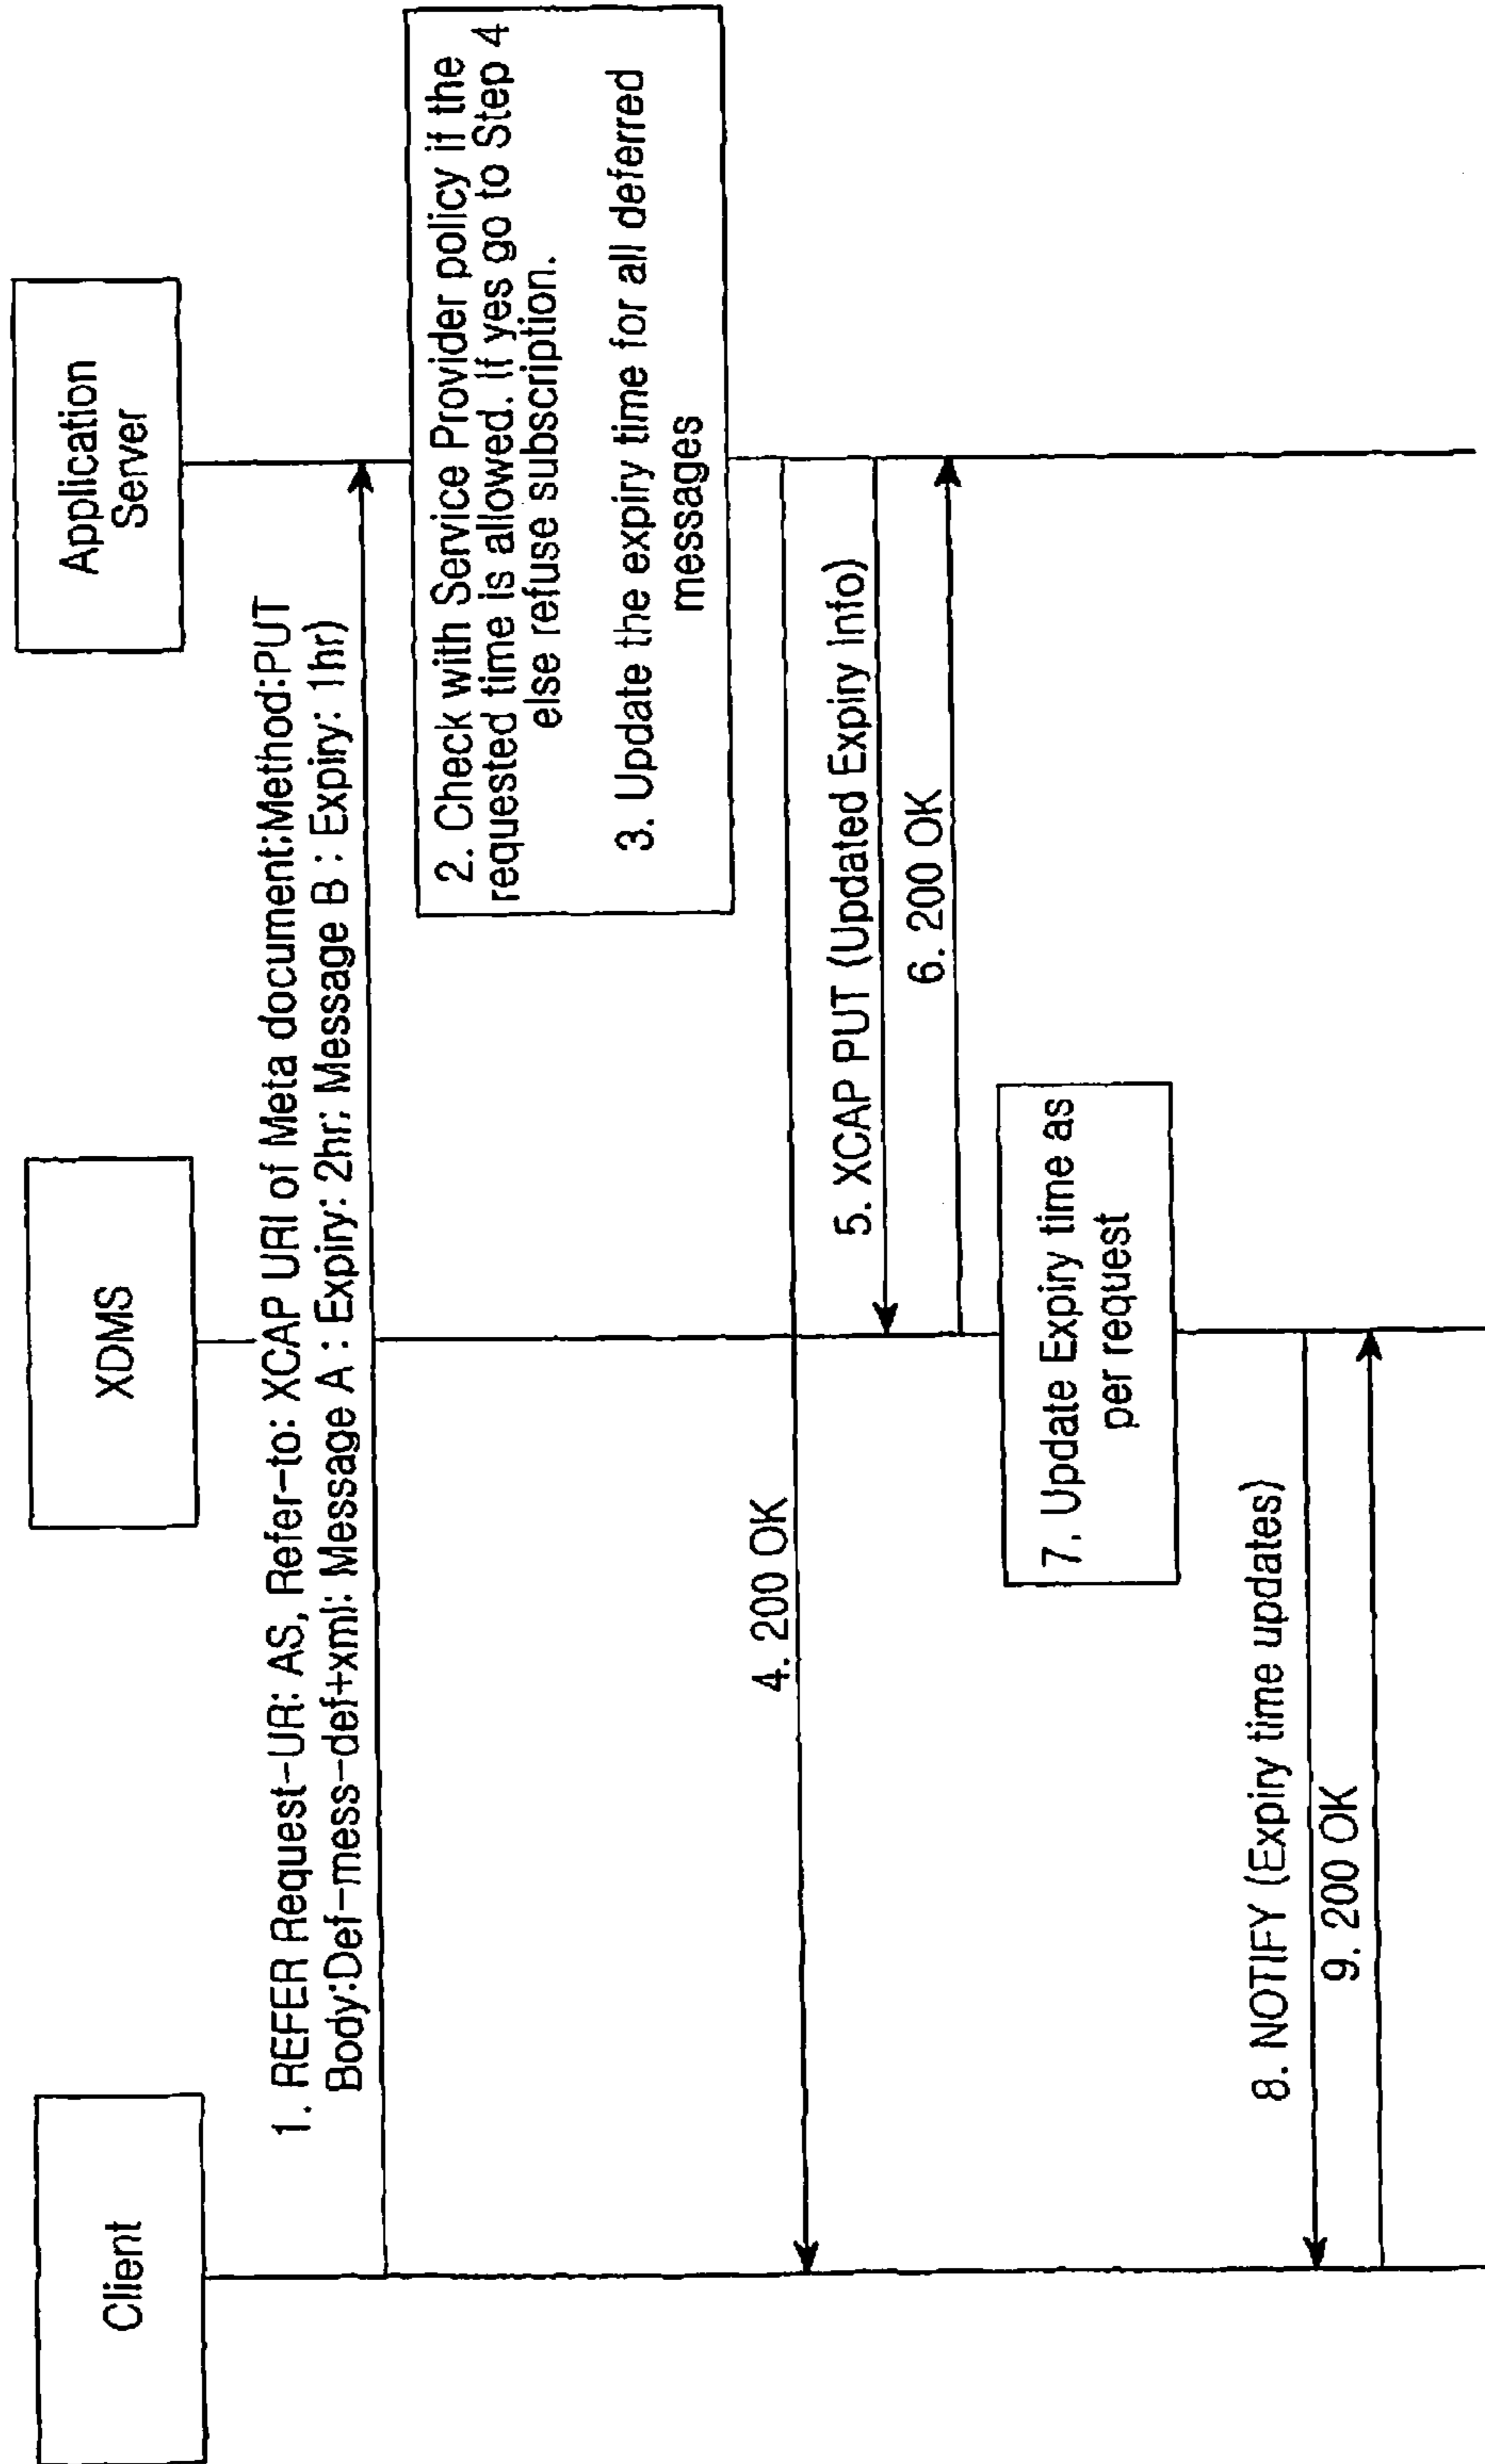 Client
XDMS
Application
Server
1. REFER Request-UR: AS, Refer-to: XCAP URI of Meta document;Method:PUT
Body:Def-mess-def+xml: Message A : Expiry: 2hr; Message B : Expiry: 1hr)
2. Check with Service Provider policy if the
requested time is allowed. If yes go to Step 4
else refuse subscription.
3. Update the expiry time for all deferred
messages
4. 200 OK
5. XCAP PUT (Updated Expiry Info)
6. 200 OK
7. Update Expiry time as
per request
8. NOTIFY (Expiry time updates)
9. 200 OK